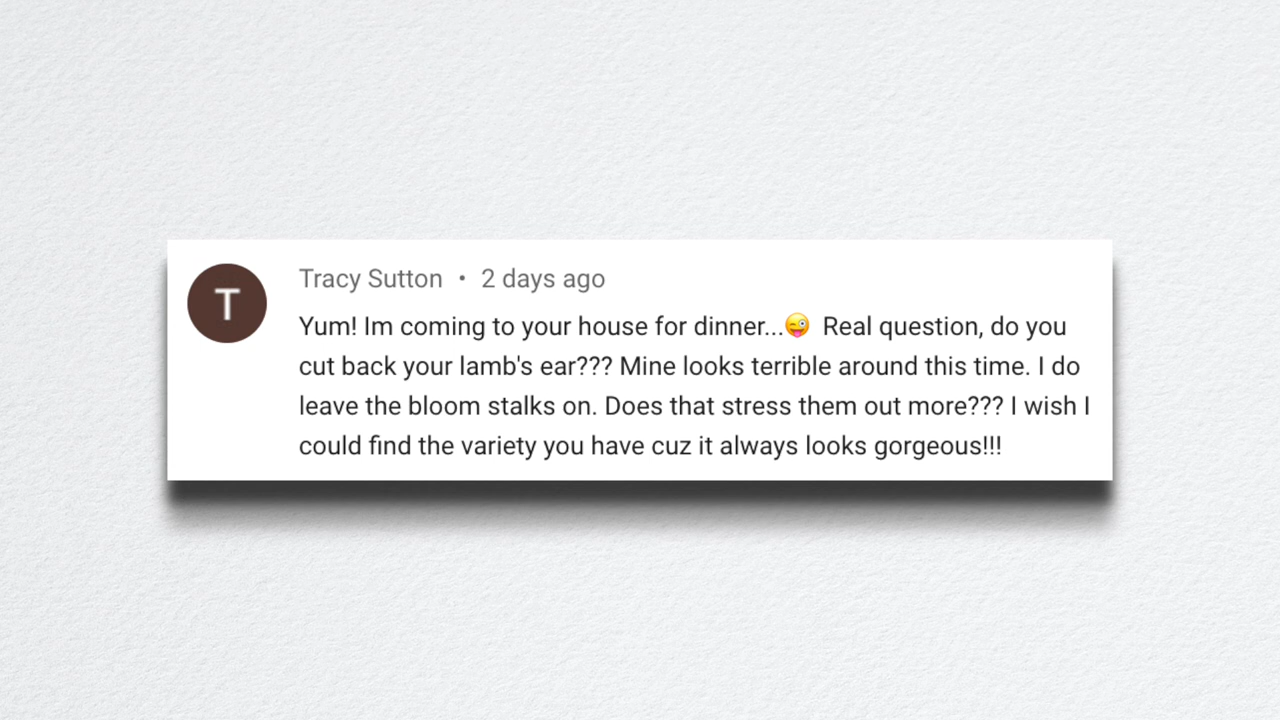 T
Tracy Sutton • 2 days ago
Yum! Im coming to your house for dinner...😜 Real question, do you
cut back your lamb's ear??? Mine looks terrible around this time. I do
leave the bloom stalks on. Does that stress them out more??? I wish I
could find the variety you have cuz it always looks gorgeous!!!